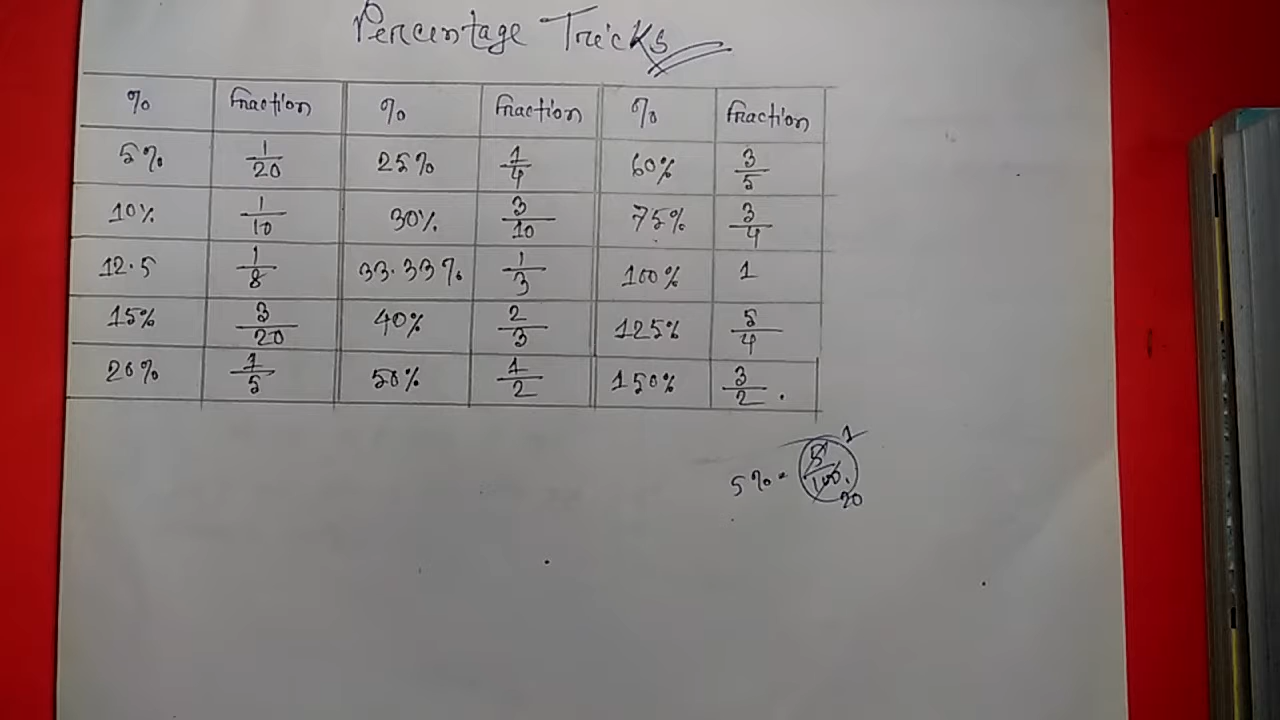 Percentage Tricks
% fraction % fraction % fraction
5% 1/20 25% 1/4 60% 3/5
10% 1/10 30% 3/10 75% 3/4
12.5 1/8 33.33% 1/3 100% 1
15% 3/20 40% 2/3 125% 5/4
20% 1/5 50% 1/2 150% 3/2.
1
5% = 5/100
20